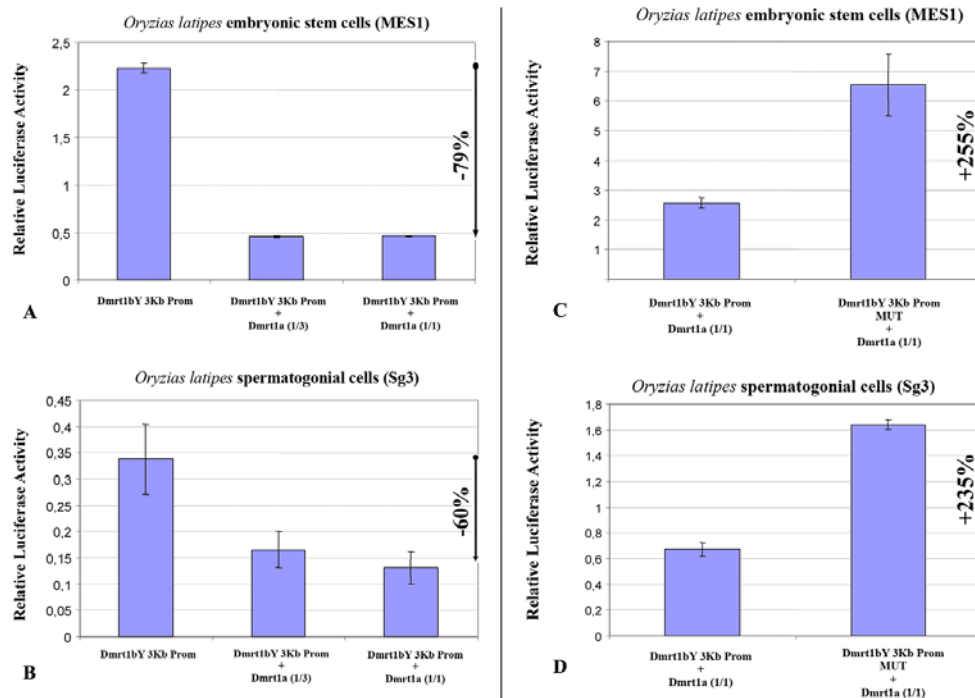 Oryzias latipes embryonic stem cells (MES1)
Relative Luciferase Activity
2,5
2
1,5
1
0,5
0
-79%
Dmrt1bY 3Kb Prom
Dmrt1bY 3Kb Prom
+
Dmrt1a (1/3)
Dmrt1bY 3Kb Prom
+
Dmrt1a (1/1)
A
Oryzias latipes spermatogonial cells (Sg3)
Relative Luciferase Activity
0,45
0,4
0,35
0,3
0,25
0,2
0,15
0,1
0,05
0
-60%
Dmrt1bY 3Kb Prom
Dmrt1bY 3Kb Prom
+
Dmrt1a (1/3)
Dmrt1bY 3Kb Prom
+
Dmrt1a (1/1)
B
Oryzias latipes embryonic stem cells (MES1)
Relative Luciferase Activity
8
7
6
5
4
3
2
1
+255%
Dmrt1bY 3Kb Prom
+
Dmrt1a (1/1)
Dmrt1bY 3Kb Prom
MUT
+
Dmrt1a (1/1)
C
Oryzias latipes spermatogonial cells (Sg3)
Relative Luciferase Activity
1,8
1,6
1,4
1,2
1
0,8
0,6
0,4
0,2
0
+235%
Dmrt1bY 3Kb Prom
+
Dmrt1a (1/1)
Dmrt1bY 3Kb Prom
MUT
+
Dmrt1a (1/1)
D